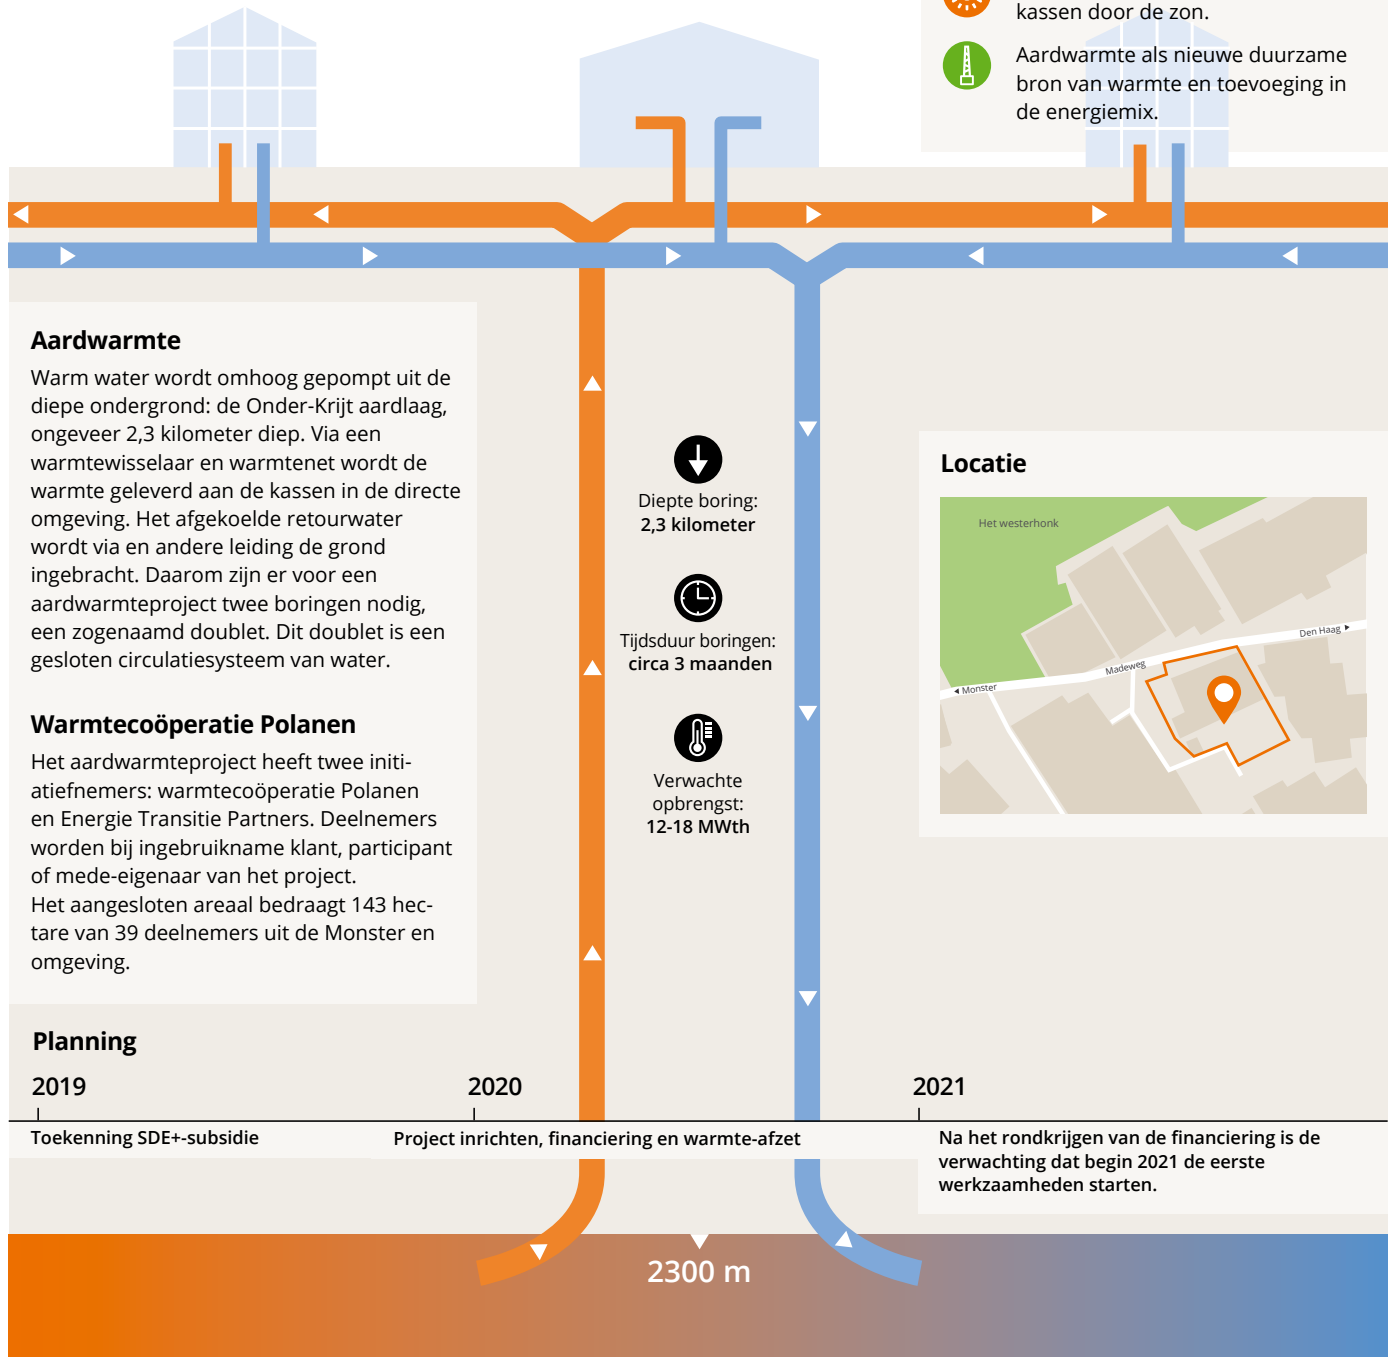 kassen door de zon.
Aardwarmte als nieuwe duurzame
bron van warmte en toevoeging in
de energiemix.
Aardwarmte
Warm water wordt omhoog gepompt uit de
diepe ondergrond: de Onder-Krijt aardlaag,
ongeveer 2,3 kilometer diep. Via een
warmtewisselaar en warmtenet wordt de
warmte geleverd aan de kassen in de directe
omgeving. Het afgekoelde retourwater
wordt via en andere leiding de grond
ingebracht. Daarom zijn er voor een
aardwarmteproject twee boringen nodig,
een zogenaamd doublet. Dit doublet is een
gesloten circulatiesysteem van water.
Warmtecoöperatie Polanen
Het aardwarmteproject heeft twee initi-
atiefnemers: warmtecoöperatie Polanen
en Energie Transitie Partners. Deelnemers
worden bij ingebruikname klant, participant
of mede-eigenaar van het project.
Het aangesloten areaal bedraagt 143 hec-
tare van 39 deelnemers uit de Monster en
omgeving.
Diepte boring:
2,3 kilometer
Tijdsduur boringen:
circa 3 maanden
Verwachte
opbrengst:
12-18 MWth
Locatie
Het westerhonk
Den Haag
Madeweg
Monster
Planning
2019
Toekenning SDE+-subsidie
2020
Project inrichten, financiering en warmte-afzet
2021
Na het rondkrijgen van de financiering is de
verwachting dat begin 2021 de eerste
werkzaamheden starten.
2300 m